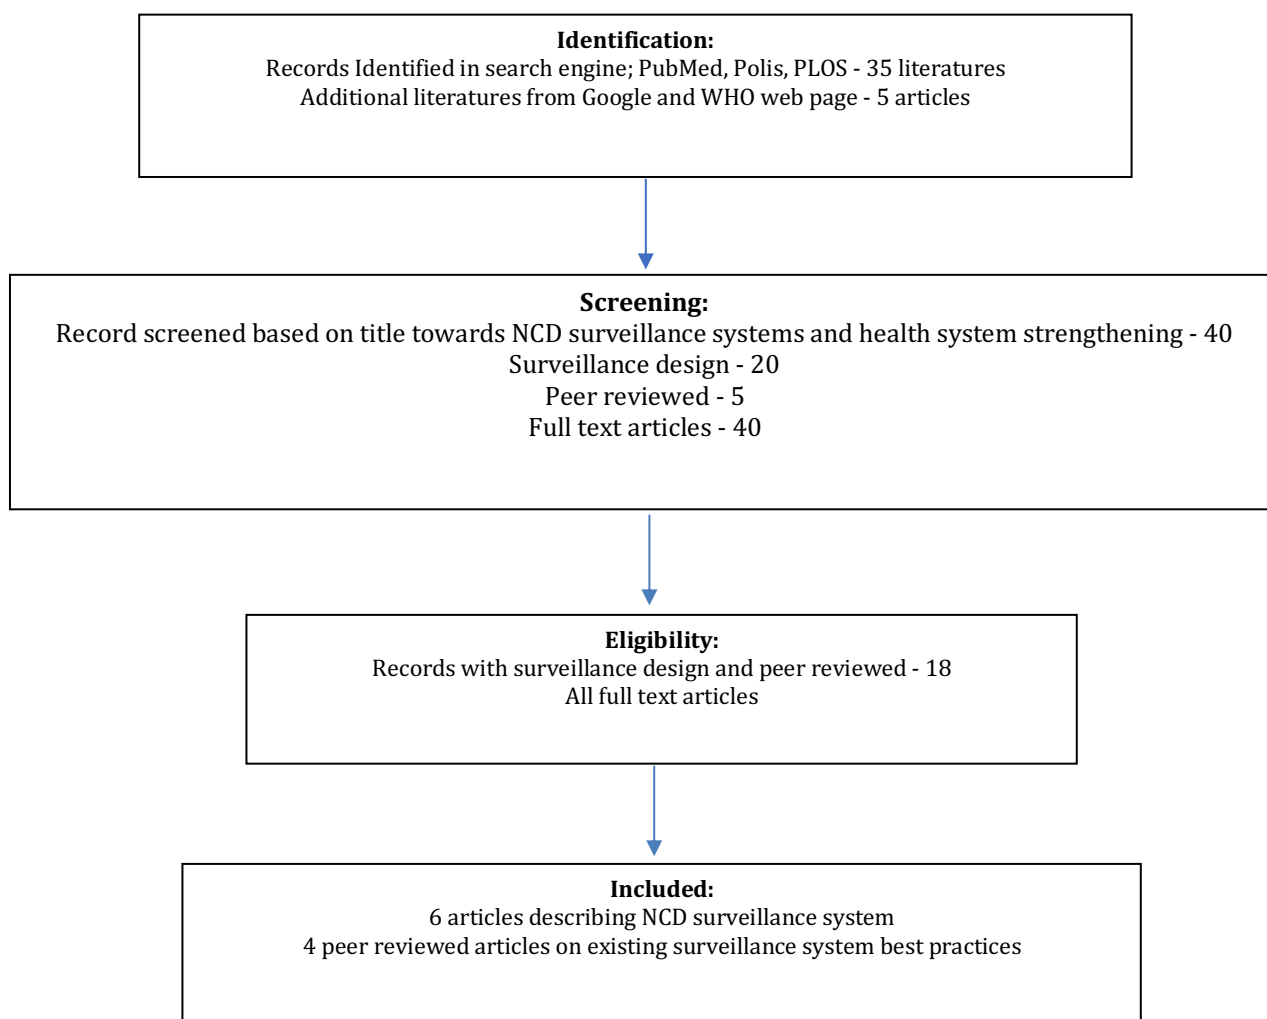 Identification:
Records Identified in search engine; PubMed, Polis, PLOS - 35 literatures
Additional literatures from Google and WHO web page - 5 articles
Screening:
Record screened based on title towards NCD surveillance systems and health system strengthening - 40
Surveillance design - 20
Peer reviewed - 5
Full text articles - 40
Eligibility:
Records with surveillance design and peer reviewed - 18
All full text articles
Included:
6 articles describing NCD surveillance system
4 peer reviewed articles on existing surveillance system best practices